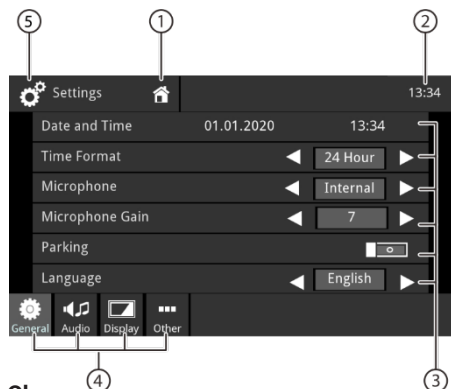 5 1 2
Settings 13:34
Date and Time 01.01.2020 13:34
Time Format 24 Hour
Microphone Internal
Microphone Gain 7
Parking
Language English
General Audio Display Other
4 3